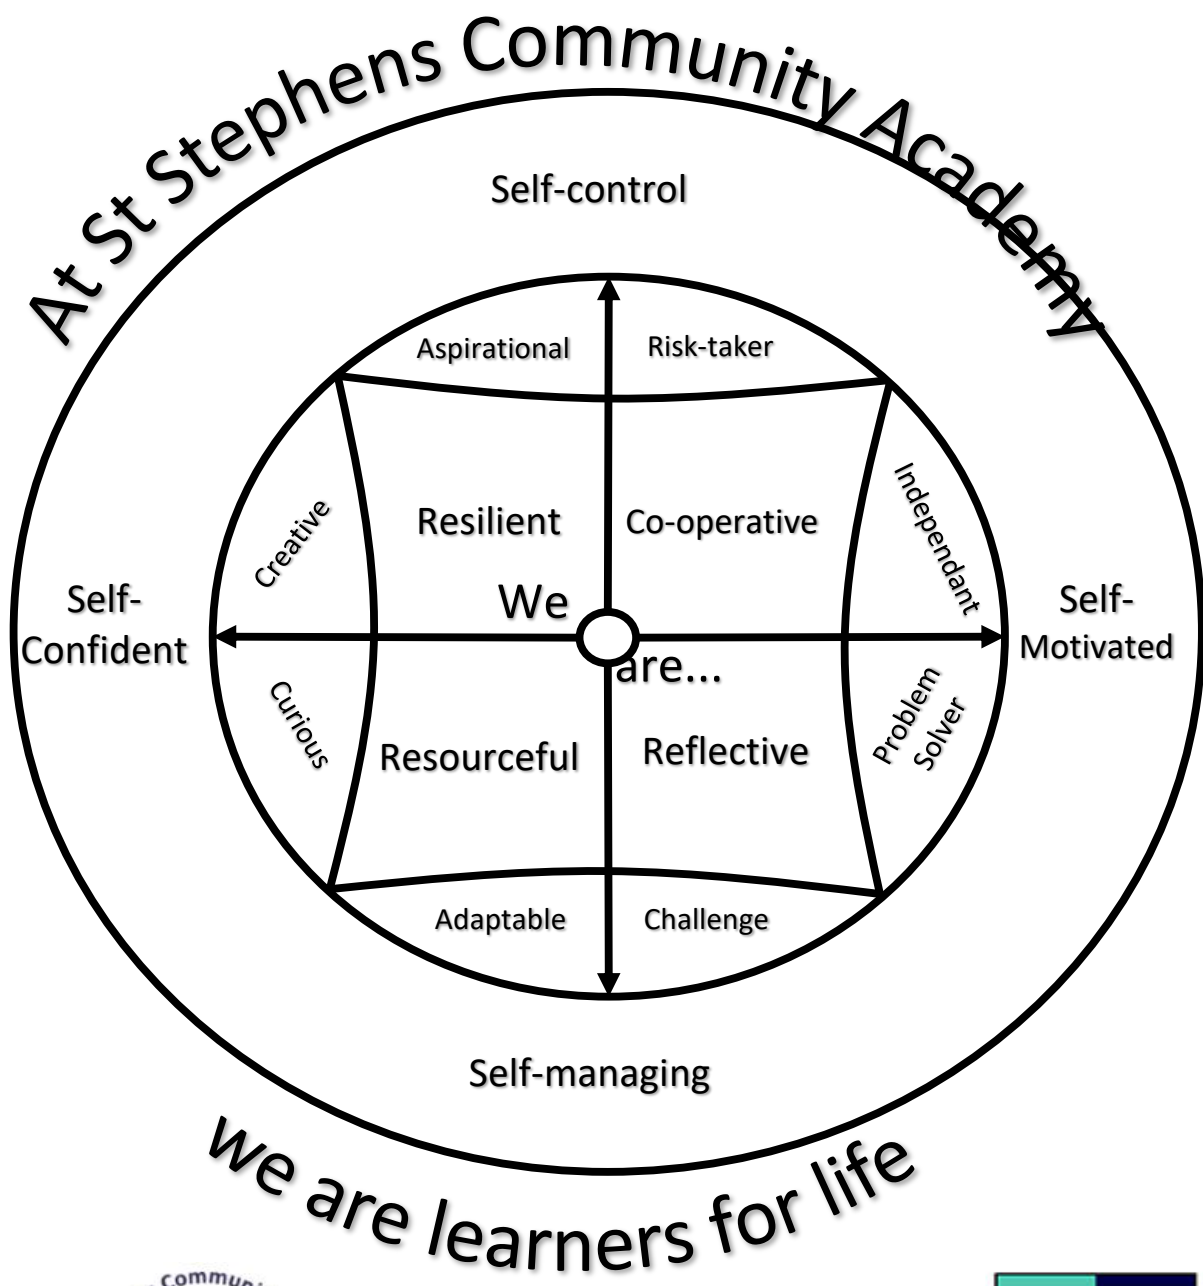 At St Stephens Community Academy
Self-control
Aspirational
Risk-taker
Creative
Resilient
Co-operative
Independant
Self-
Confident
We
are...
Self-
Motivated
Curious
Resourceful
Reflective
Problem
Solver
Adaptable
Challenge
Self-managing
we are learners for life